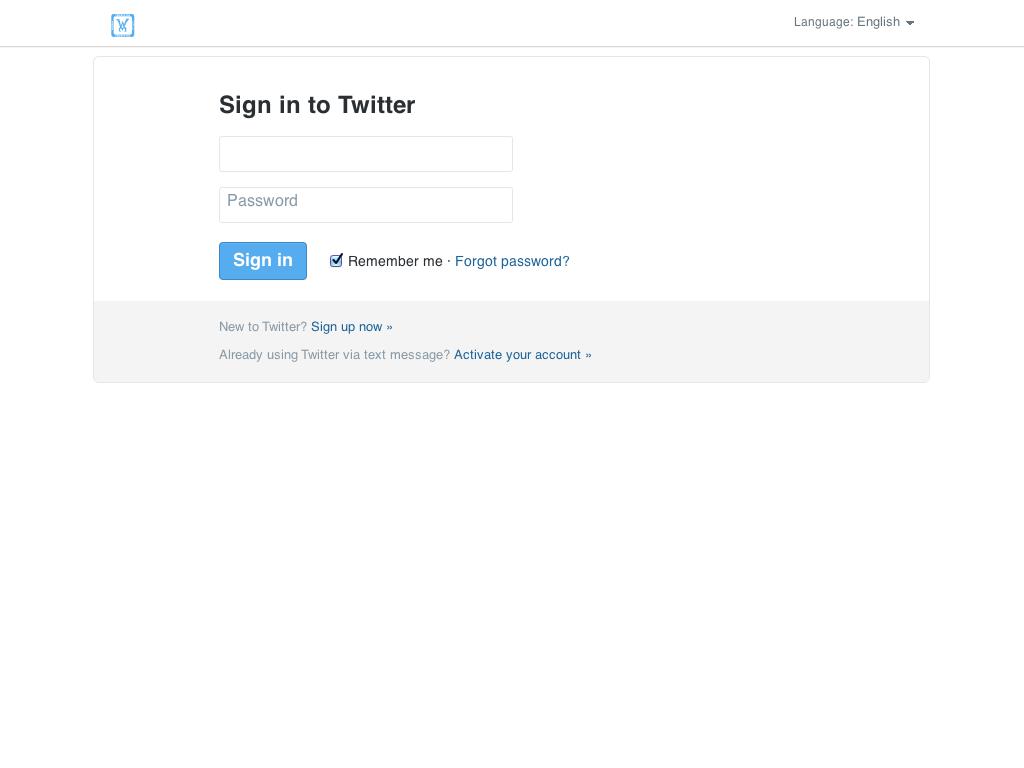 Language: English
Sign in to Twitter
Password
Sign in
Remember me · Forgot password?
New to Twitter? Sign up now »
Already using Twitter via text message? Activate your account »